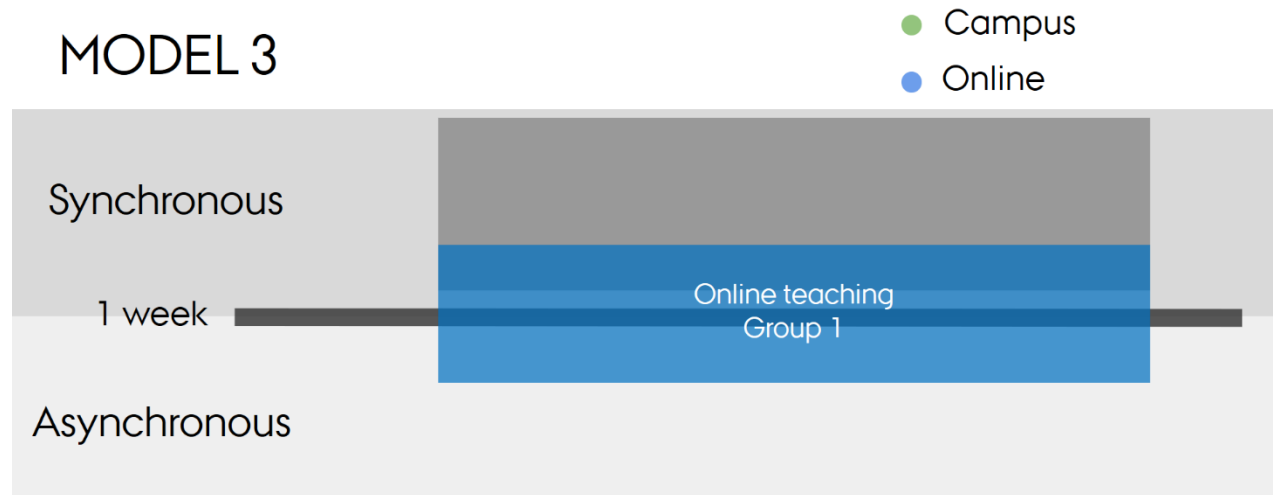 MODEL 3
Campus
Online
Synchronous
1 week
Online teaching
Group 1
Asynchronous